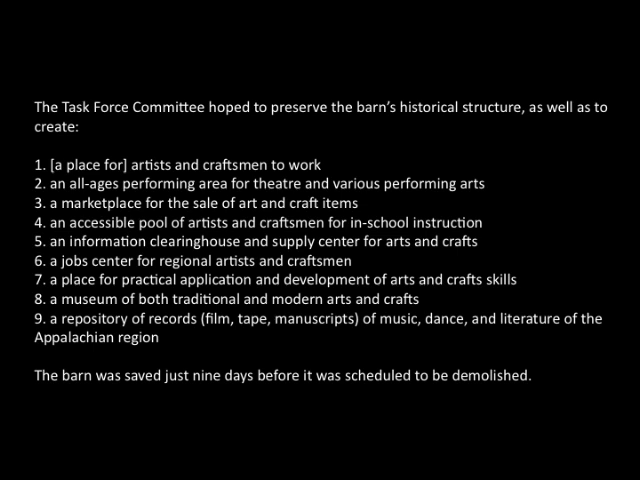 The Task Force Committee hoped to preserve the barn's historical structure, as well as to
create:
1. [a place for] artists and craftsmen to work
2. an all-ages performing area for theatre and various performing arts
3. a marketplace for the sale of art and craft items
4. an accessible pool of artists and craftsmen for in-school instruction
5. an information clearinghouse and supply center for arts and crafts
6. a jobs center for regional artists and craftsmen
7. a place for practical application and development of arts and crafts skills
8. a museum of both traditional and modern arts and crafts
9. a repository of records (film, tape, manuscripts) of music, dance, and literature of the
Appalachian region
The barn was saved just nine days before it was scheduled to be demolished.